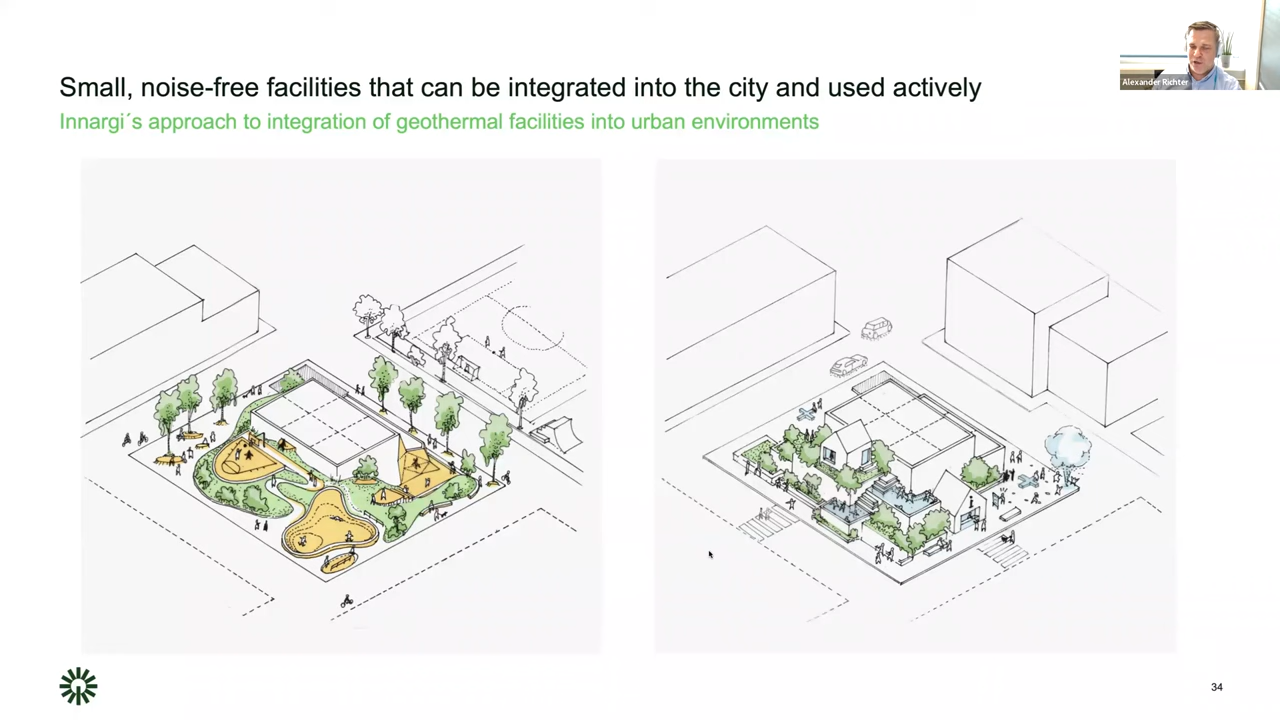 Small, noise-free facilities that can be integrated into the city and used actively
Innargi´s approach to integration of geothermal facilities into urban environments
Alexander Richter
34